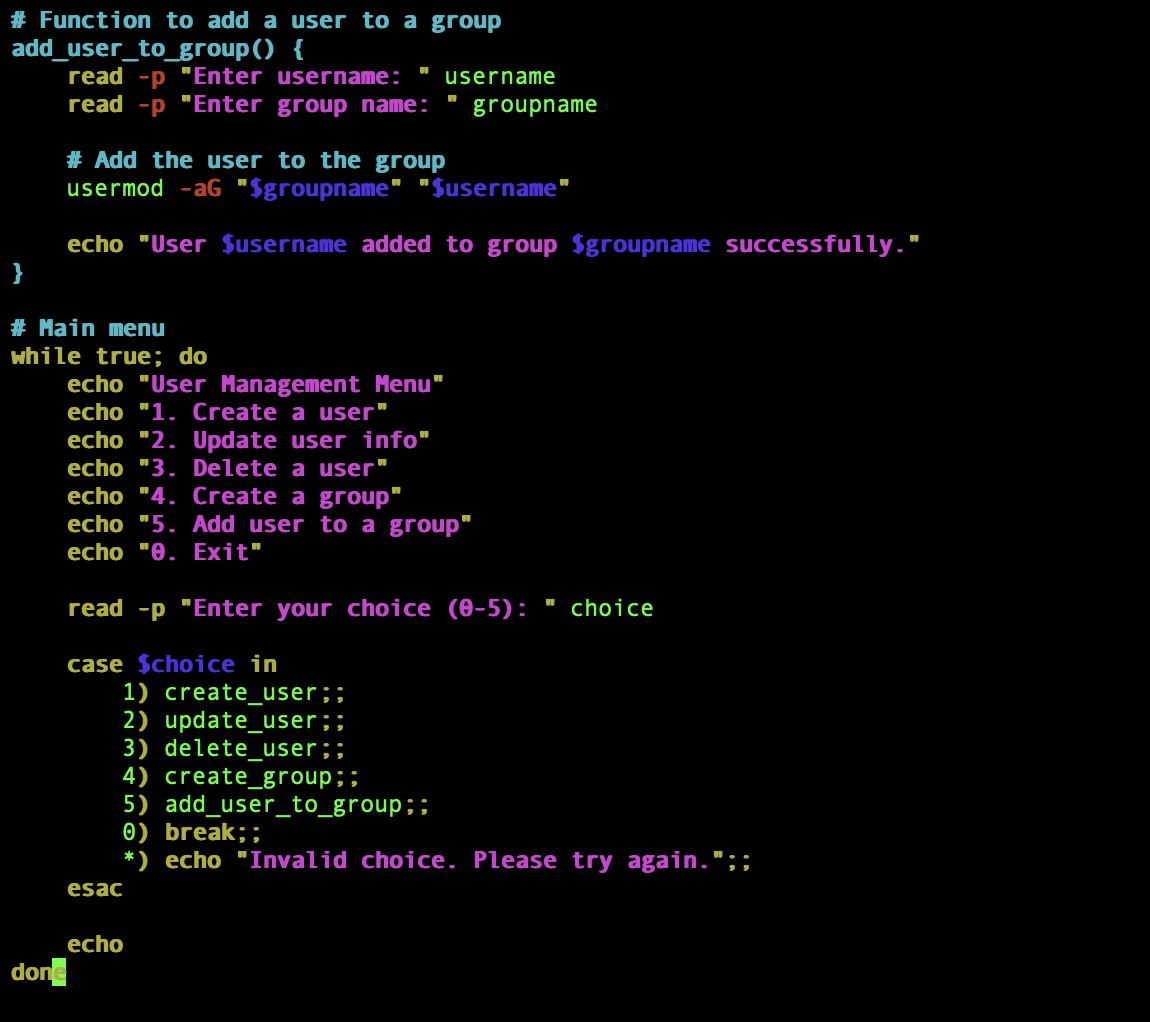 # Function to add a user to a group
add_user_to_group() {
    read -p "Enter username: " username
    read -p "Enter group name: " groupname

    # Add the user to the group
    usermod -aG "$groupname" "$username"

    echo "User $username added to group $groupname successfully."
}

# Main menu
while true; do
    echo "User Management Menu"
    echo "1. Create a user"
    echo "2. Update user info"
    echo "3. Delete a user"
    echo "4. Create a group"
    echo "5. Add user to a group"
    echo "0. Exit"

    read -p "Enter your choice (0-5): " choice

    case $choice in
        1) create_user;;
        2) update_user;;
        3) delete_user;;
        4) create_group;;
        5) add_user_to_group;;
        0) break;;
        *) echo "Invalid choice. Please try again.";;
    esac

    echo
done